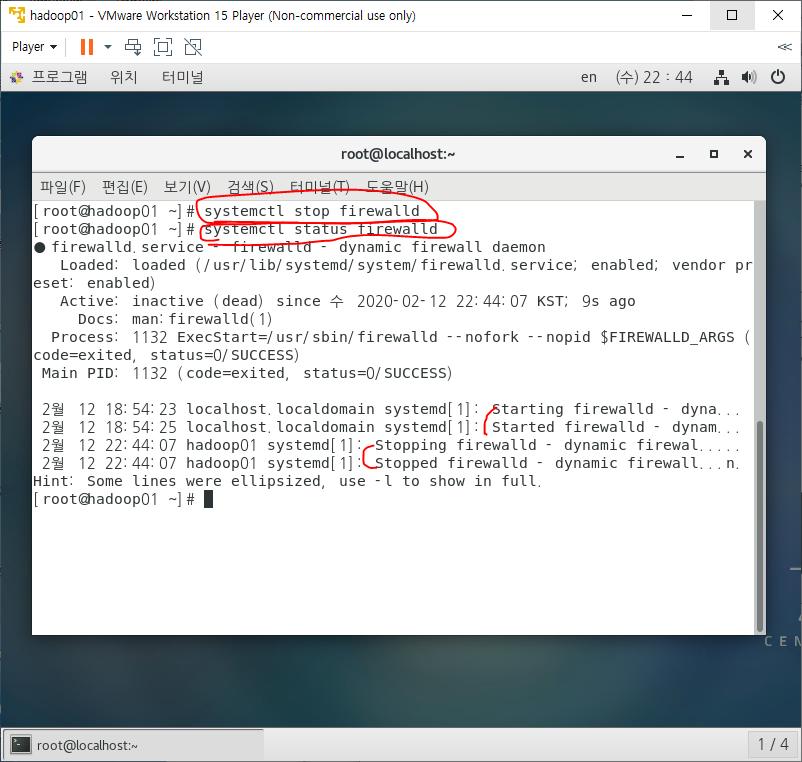 hadoop01 - VMware Workstation 15 Player (Non-commercial use only)
Player
프로그램 위치 터미널 en (수) 22 : 44
root@localhost:~
파일(F) 편집(E) 보기(V) 검색(S) 터미널(T) 도움말(H)
[root@hadoop01 ~]# systemctl stop firewalld
[root@hadoop01 ~]# systemctl status firewalld
● firewalld.service - firewalld - dynamic firewall daemon
Loaded: loaded (/usr/lib/systemd/system/firewalld.service; enabled; vendor pr
eset: enabled)
Active: inactive (dead) since 수 2020-02-12 22:44:07 KST; 9s ago
Docs: man:firewalld(1)
Process: 1132 ExecStart=/usr/sbin/firewalld --nofork --nopid $FIREWALLD_ARGS (
code=exited, status=0/SUCCESS)
Main PID: 1132 (code=exited, status=0/SUCCESS)
2월 12 18:54:23 localhost.localdomain systemd[1]: Starting firewalld - dyna...
2월 12 18:54:25 localhost.localdomain systemd[1]: Started firewalld - dynam...
2월 12 22:44:07 hadoop01 systemd[1]: Stopping firewalld - dynamic firewal.....
2월 12 22:44:07 hadoop01 systemd[1]: Stopped firewalld - dynamic firewall...n.
Hint: Some lines were ellipsized, use -l to show in full.
[root@hadoop01 ~]#
CEN
root@localhost:~ 1 / 4